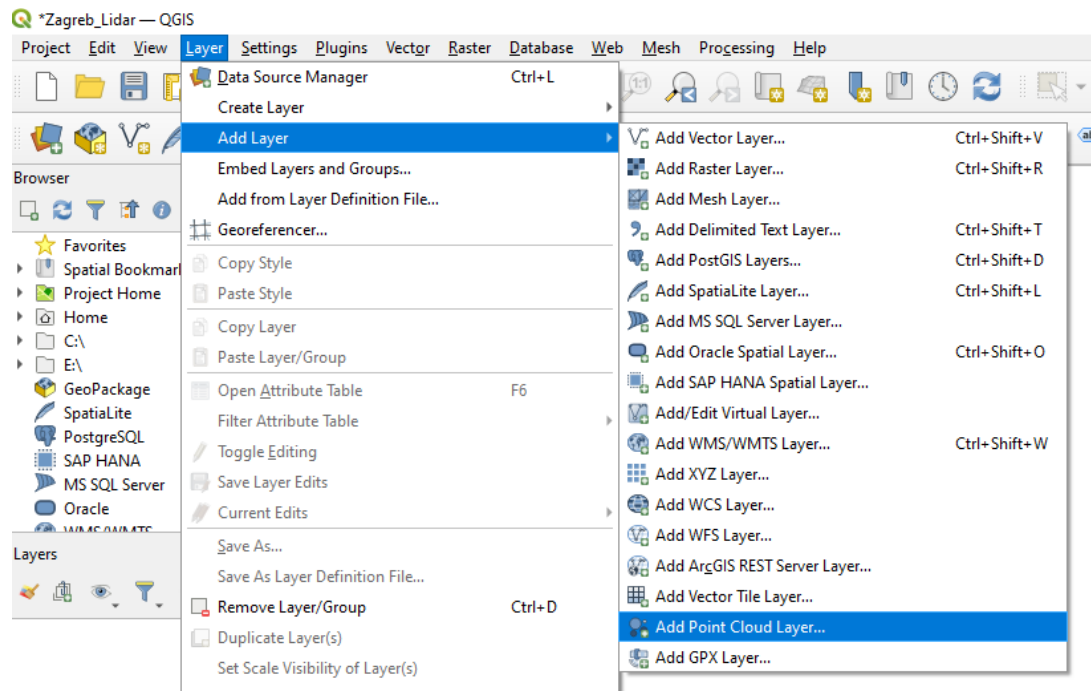 *Zagreb_Lidar — QGIS
Project Edit View Layer Settings Plugins Vector Raster Database Web Mesh Processing Help
Data Source Manager Ctrl+L
Create Layer
Add Layer
Embed Layers and Groups...
Add from Layer Definition File...
Georeferencer...
Copy Style
Paste Style
Copy Layer
Paste Layer/Group
Open Attribute Table F6
Filter Attribute Table
Toggle Editing
Save Layer Edits
Current Edits
Save As...
Save As Layer Definition File...
Remove Layer/Group Ctrl+D
Duplicate Layer(s)
Set Scale Visibility of Layer(s)
Add Vector Layer... Ctrl+Shift+V
Add Raster Layer... Ctrl+Shift+R
Add Mesh Layer...
Add Delimited Text Layer... Ctrl+Shift+T
Add PostGIS Layers... Ctrl+Shift+D
Add SpatiaLite Layer... Ctrl+Shift+L
Add MS SQL Server Layer...
Add Oracle Spatial Layer... Ctrl+Shift+O
Add SAP HANA Spatial Layer...
Add/Edit Virtual Layer...
Add WMS/WMTS Layer... Ctrl+Shift+W
Add XYZ Layer...
Add WCS Layer...
Add WFS Layer...
Add ArcGIS REST Server Layer...
Add Vector Tile Layer...
Add Point Cloud Layer...
Add GPX Layer...
Browser
Favorites
Spatial Bookmar
Project Home
Home
C:\
E:\
GeoPackage
SpatiaLite
PostgreSQL
SAP HANA
MS SQL Server
Oracle
WMS/WMTS
Layers